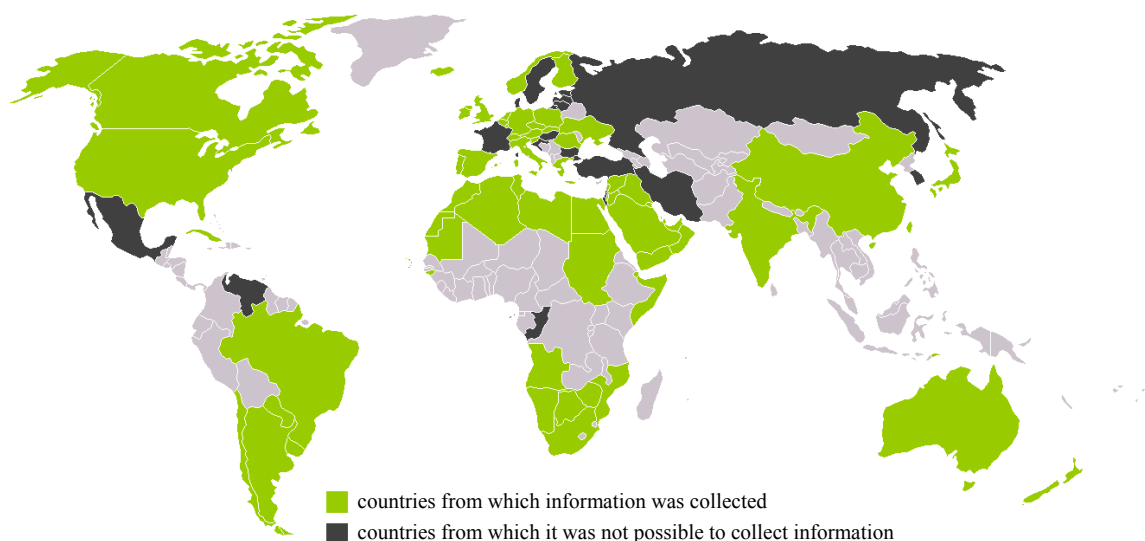 countries from which information was collected
countries from which it was not possible to collect information